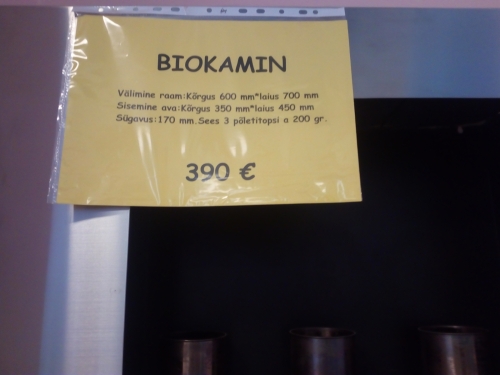 BIOKAMIN
Välimine raam:Kõrgus 600 mm*laius 700 mm
Sisemine ava:Kõrgus 350 mm*laius 450 mm
Sügavus:170 mm.Sees 3 põletitopsi a 200 gr.
390 €